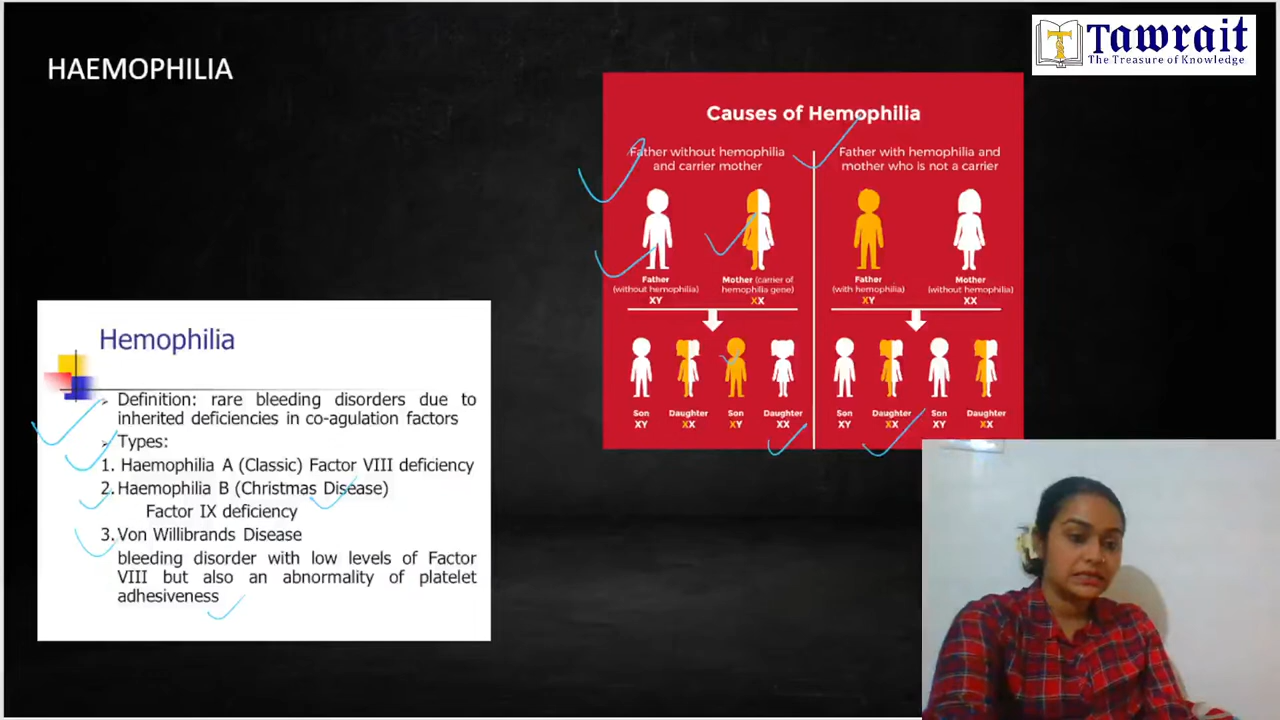 HAEMOPHILIA
Tawrait
The Treasure of Knowledge
Causes of Hemophilia
Father without hemophilia
and carrier mother
Father with hemophilia and
mother who is not a carrier
Father
(without hemophilia)
XY
Mother (carrier of
hemophilia gene)
XX
Father
(with hemophilia)
XY
Mother
(without hemophilia)
XX
Son
XY
Daughter
XX
Son
XY
Daughter
XX
Son
XY
Daughter
XX
Son
XY
Daughter
XX
Hemophilia
Definition: rare bleeding disorders due to
inherited deficiencies in co-agulation factors
Types:
1. Haemophilia A (Classic) Factor VIII deficiency
2. Haemophilia B (Christmas Disease)
Factor IX deficiency
3. Von Willibrands Disease
bleeding disorder with low levels of Factor
VIII but also an abnormality of platelet
adhesiveness